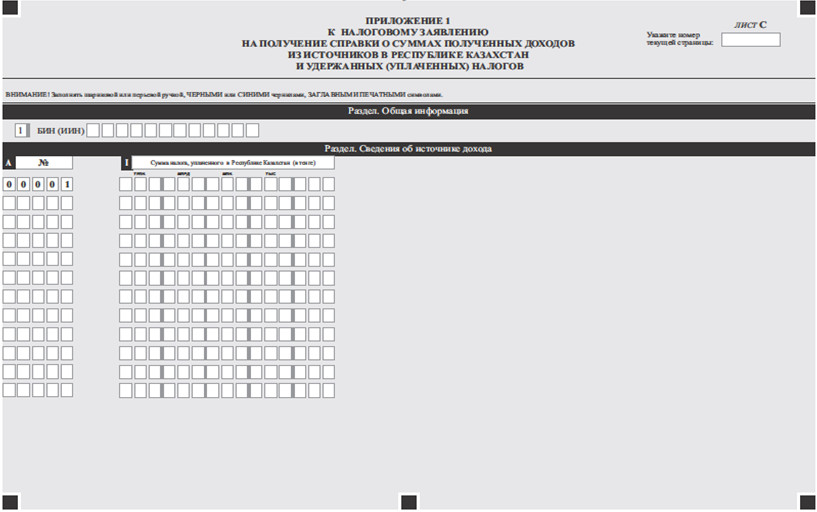 ПРИЛОЖЕНИЕ 1
К НАЛОГОВОМУ ЗАЯВЛЕНИЮ
НА ПОЛУЧЕНИЕ СПРАВКИ О СУММАХ ПОЛУЧЕННЫХ ДОХОДОВ
ИЗ ИСТОЧНИКОВ В РЕСПУБЛИКЕ КАЗАХСТАН
И УДЕРЖАННЫХ (УПЛАЧЕННЫХ) НАЛОГОВ
лист С
Укажите номер
текущей страницы:
ВНИМАНИЕ! Заполнять шариковой или перьевой ручкой, ЧЕРНЫМИ или СИНИМИ чернилами, ЗАГЛАВНЫМИ ПЕЧАТНЫМИ символами.
Раздел. Общая информация
1 БИН (ИИН)
Раздел. Сведения об источнике дохода
A № I Сумма налога, уплаченного в Республике Казахстан (в тенге)
трлн млрд млн тыс
0 0 0 0 1